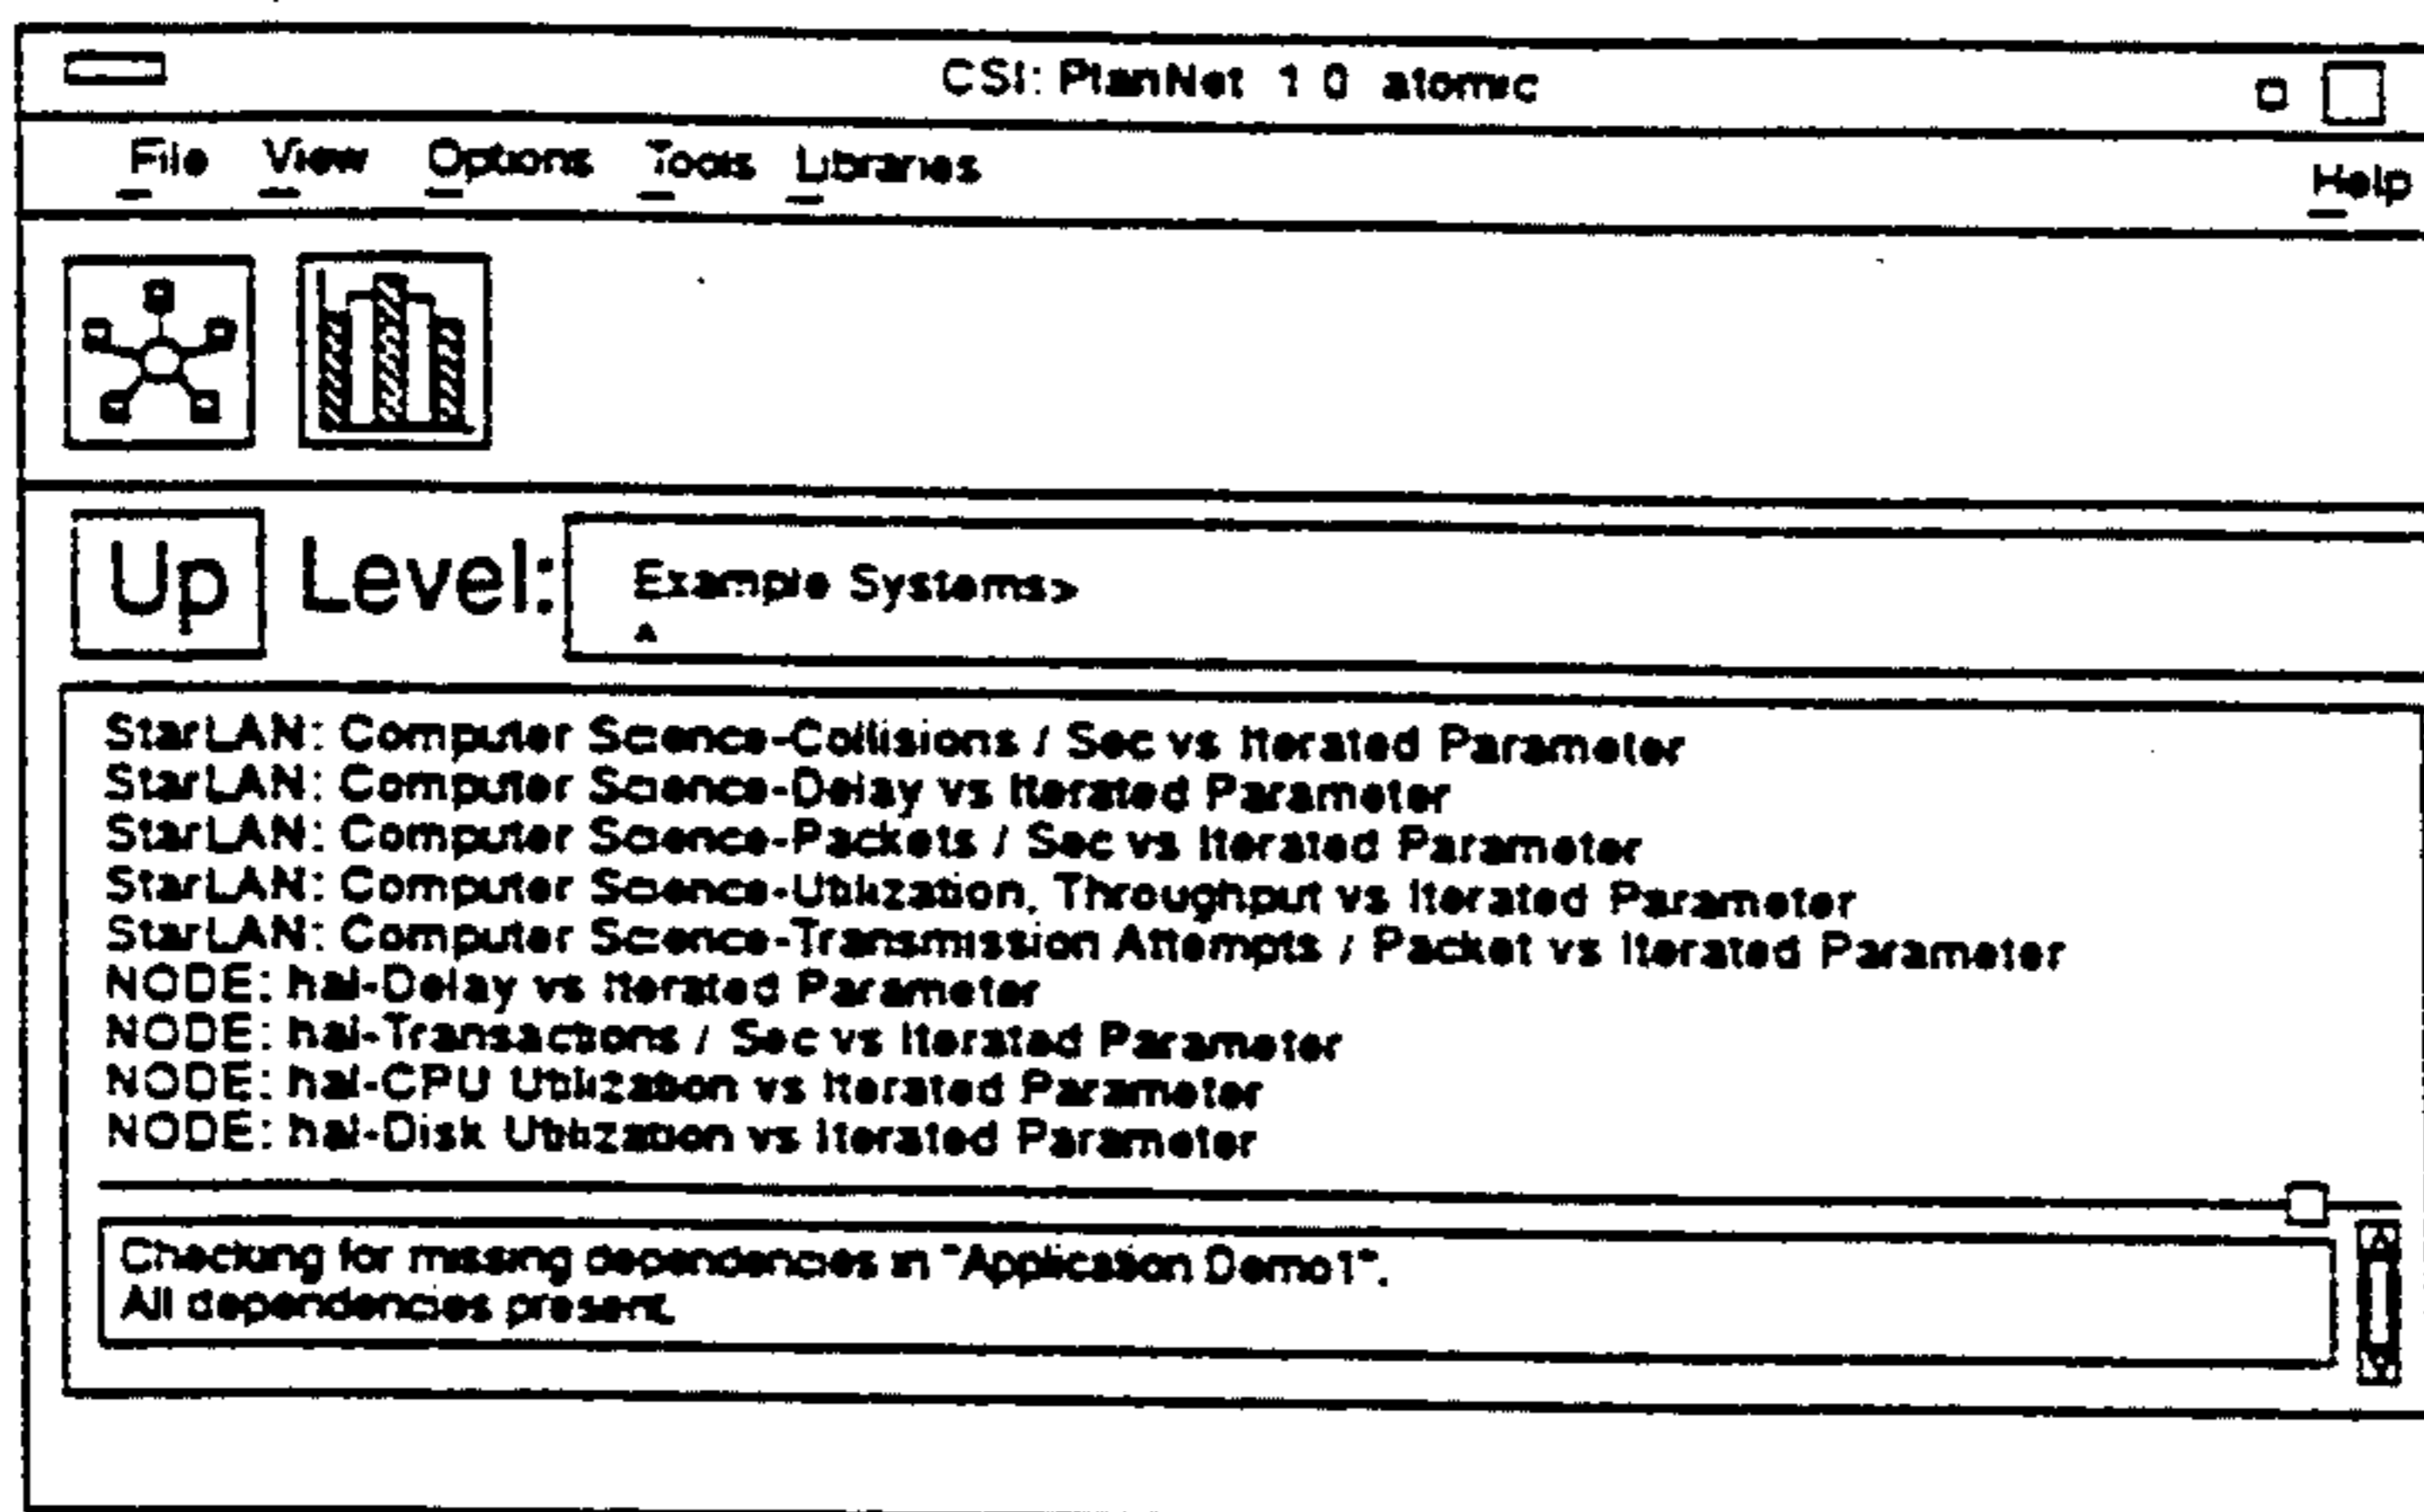 CSI: PlanNet 1 0 atomic
File View Options Tools Libraries Help
Up Level: Example Systems>
StarLAN: Computer Science-Collisions / Sec vs Iterated Parameter
StarLAN: Computer Science-Delay vs Iterated Parameter
StarLAN: Computer Science-Packets / Sec vs Iterated Parameter
StarLAN: Computer Science-Utilization, Throughput vs Iterated Parameter
StarLAN: Computer Science-Transmission Attempts / Packet vs Iterated Parameter
NODE: hal-Delay vs Iterated Parameter
NODE: hal-Transactions / Sec vs Iterated Parameter
NODE: hal-CPU Utilization vs Iterated Parameter
NODE: hal-Disk Utilization vs Iterated Parameter
Checking for missing dependencies in "Application Demo1".
All dependencies present.